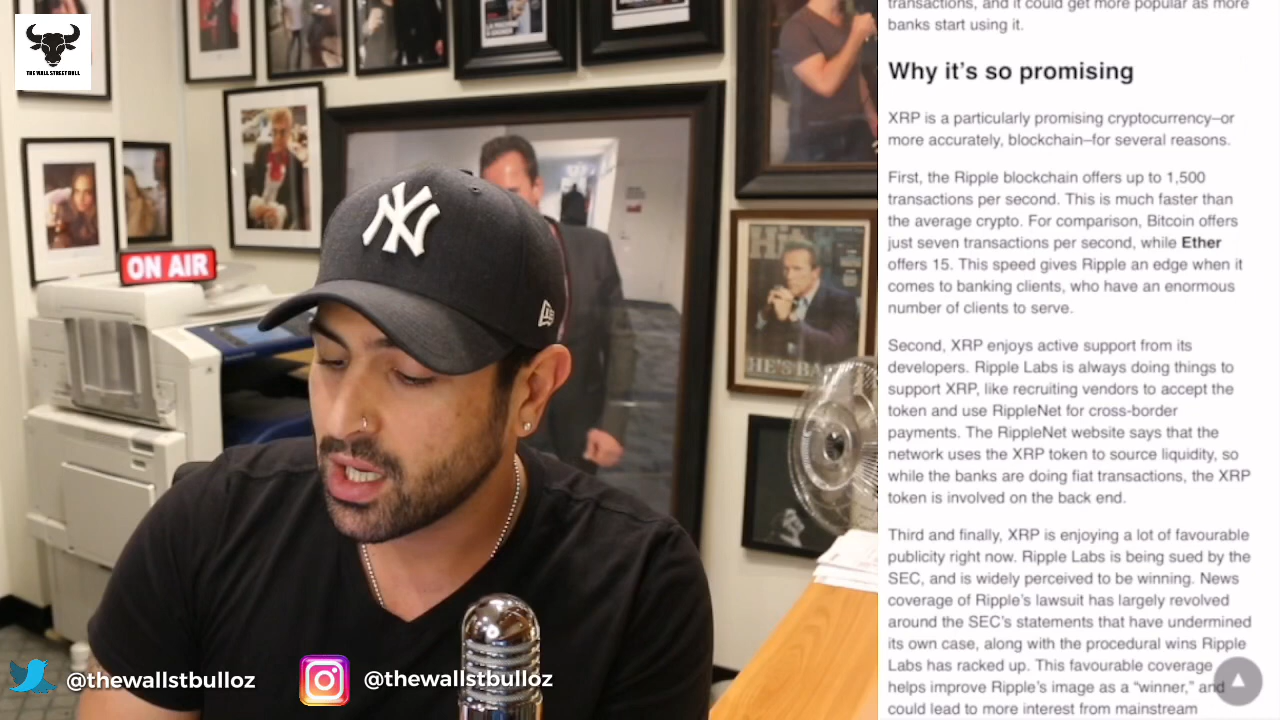 THE WALL STREET BULL
ON AIR
NY
HE'S BA
@thewallstbulloz
@thewallstbulloz
transactions, and it could get more popular as more
banks start using it.
Why it's so promising
XRP is a particularly promising cryptocurrency–or
more accurately, blockchain–for several reasons.
First, the Ripple blockchain offers up to 1,500
transactions per second. This is much faster than
the average crypto. For comparison, Bitcoin offers
just seven transactions per second, while Ether
offers 15. This speed gives Ripple an edge when it
comes to banking clients, who have an enormous
number of clients to serve.
Second, XRP enjoys active support from its
developers. Ripple Labs is always doing things to
support XRP, like recruiting vendors to accept the
token and use RippleNet for cross-border
payments. The RippleNet website says that the
network uses the XRP token to source liquidity, so
while the banks are doing fiat transactions, the XRP
token is involved on the back end.
Third and finally, XRP is enjoying a lot of favourable
publicity right now. Ripple Labs is being sued by the
SEC, and is widely perceived to be winning. News
coverage of Ripple's lawsuit has largely revolved
around the SEC's statements that have undermined
its own case, along with the procedural wins Ripple
Labs has racked up. This favourable coverage
helps improve Ripple's image as a “winner,” and
could lead to more interest from mainstream